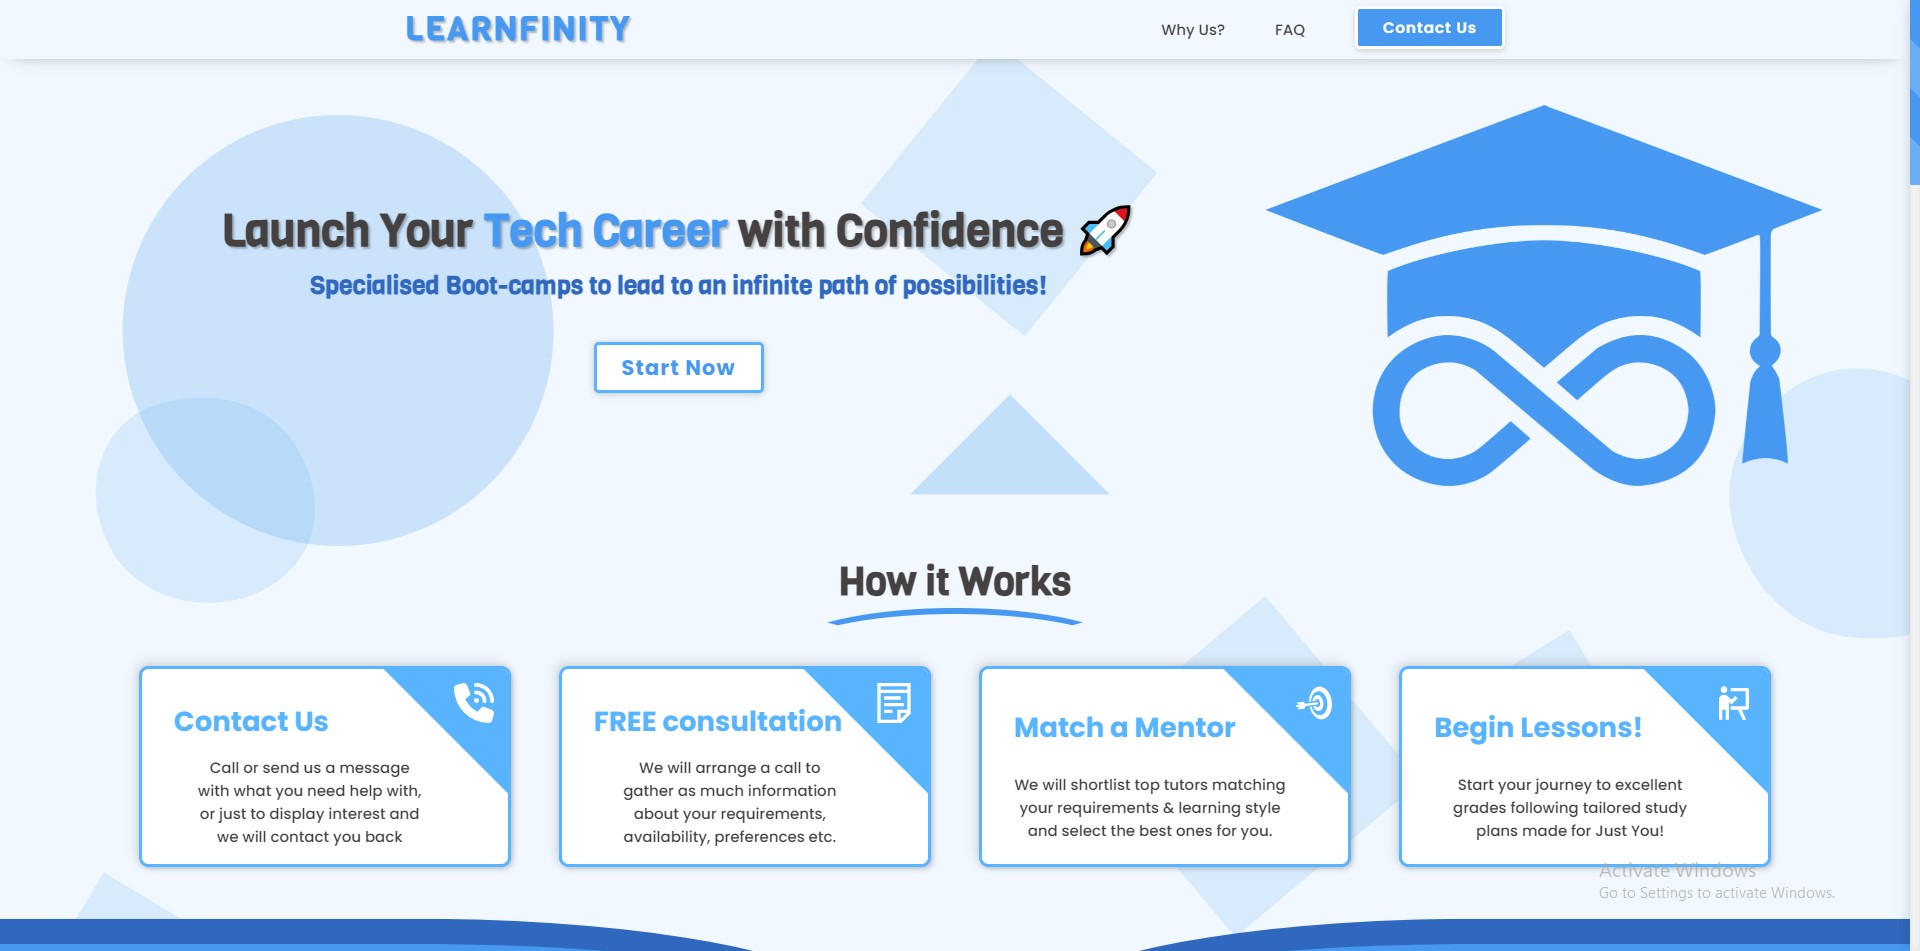 LEARNFINITY
Why Us?
FAQ
Contact Us
Launch Your Tech Career with Confidence 🚀
Specialised Boot-camps to lead to an infinite path of possibilities!
Start Now
How it Works
Contact Us
Call or send us a message
with what you need help with,
or just to display interest and
we will contact you back
FREE consultation
We will arrange a call to
gather as much information
about your requirements,
availability, preferences etc.
Match a Mentor
We will shortlist top tutors matching
your requirements & learning style
and select the best ones for you.
Begin Lessons!
Start your journey to excellent
grades following tailored study
plans made for Just You!
Activate Windows
Go to Settings to activate Windows.